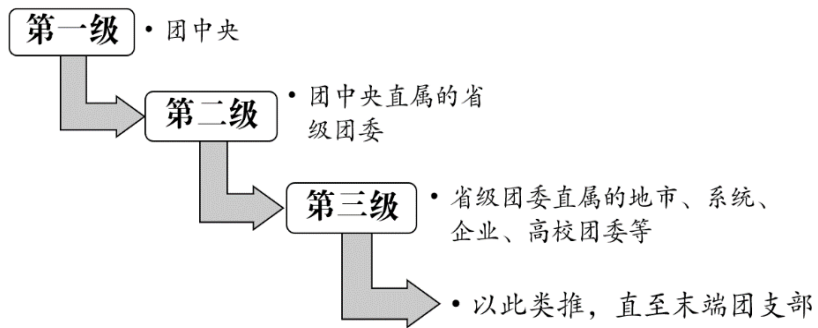 第一级
• 团中央
第二级
• 团中央直属的省
级团委
第三级
• 省级团委直属的地市、系统、
企业、高校团委等
• 以此类推，直至末端团支部